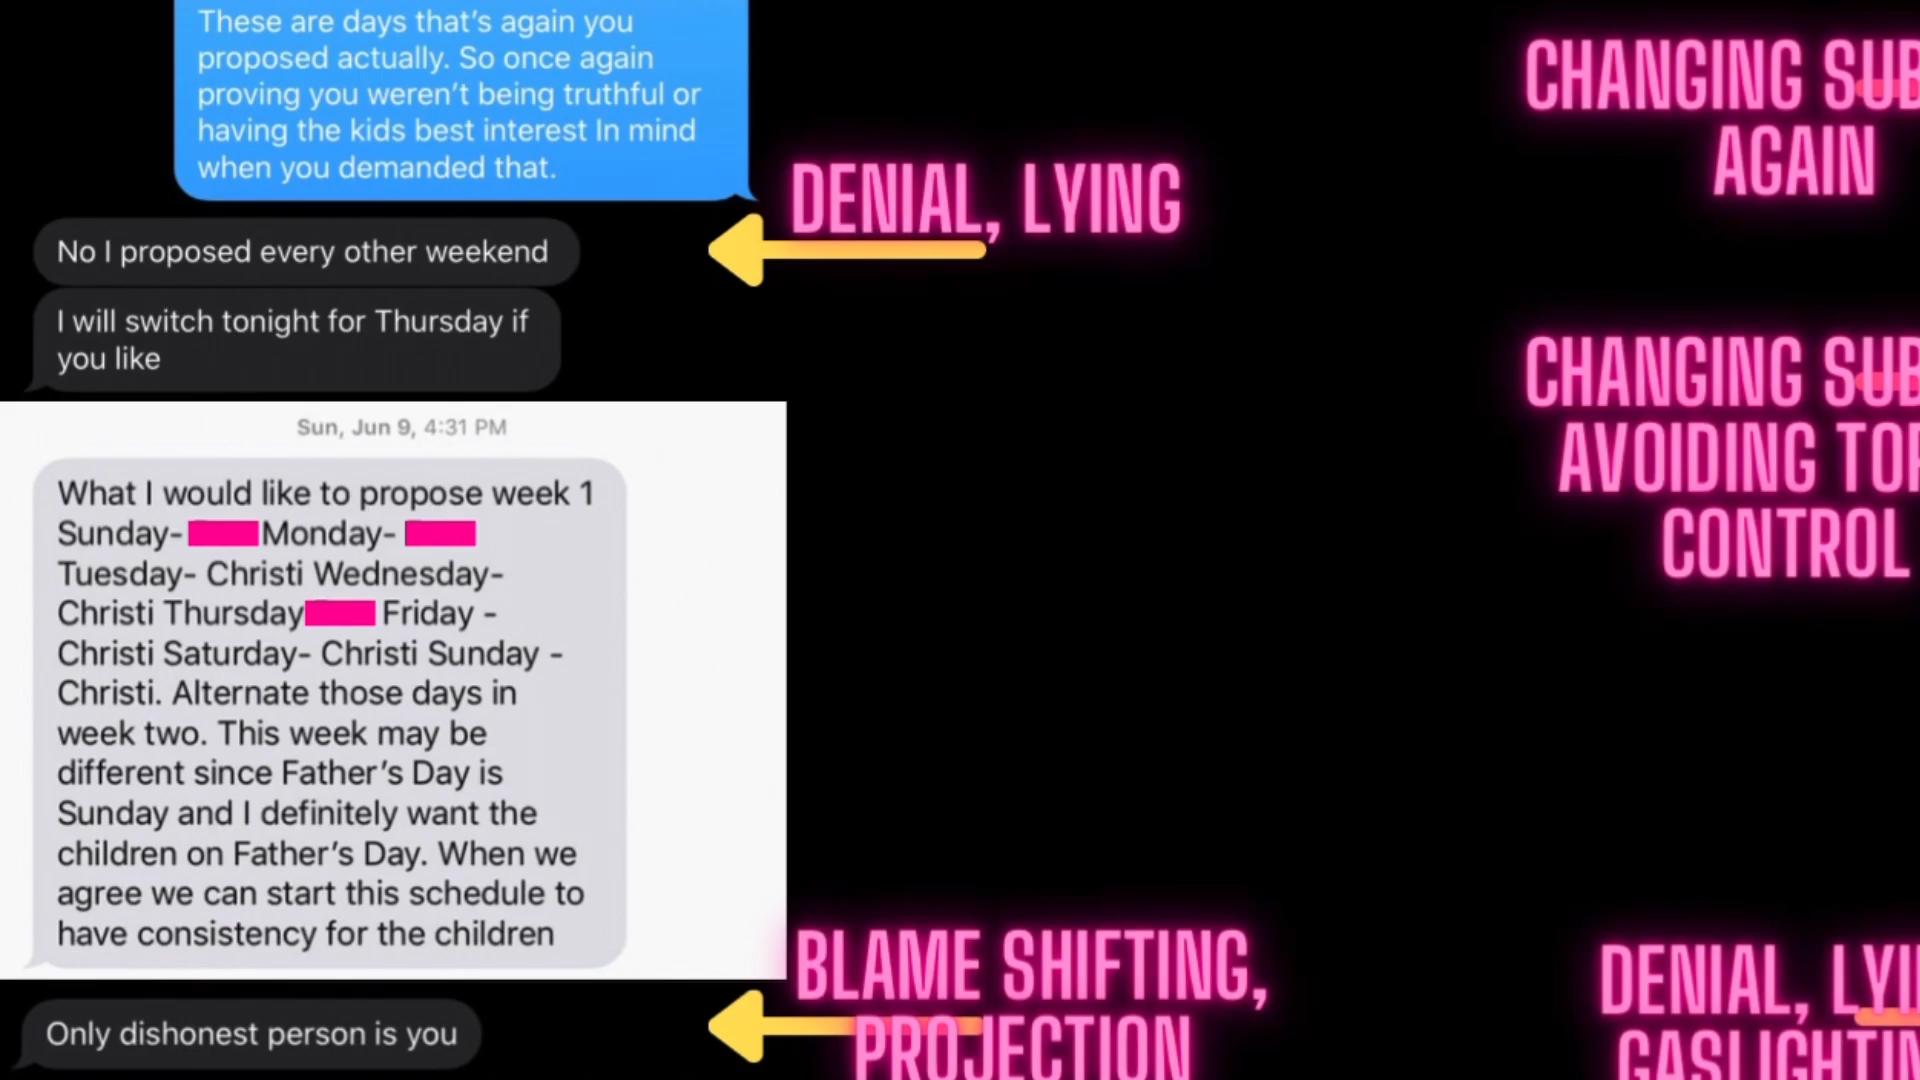 These are days that's again you
proposed actually. So once again
proving you weren't being truthful or
having the kids best interest In mind
when you demanded that.
DENIAL, LYING
No I proposed every other weekend
I will switch tonight for Thursday if
you like
Sun, Jun 9, 4:31 PM
What I would like to propose week 1
Sunday- Monday-
Tuesday- Christi Wednesday-
Christi Thursday Friday -
Christi Saturday- Christi Sunday -
Christi. Alternate those days in
week two. This week may be
different since Father's Day is
Sunday and I definitely want the
children on Father's Day. When we
agree we can start this schedule to
have consistency for the children
BLAME SHIFTING,
PROJECTION
Only dishonest person is you
CHANGING
AGAIN
CHANGING
AVOIDING
CONTROL
DENIAL,